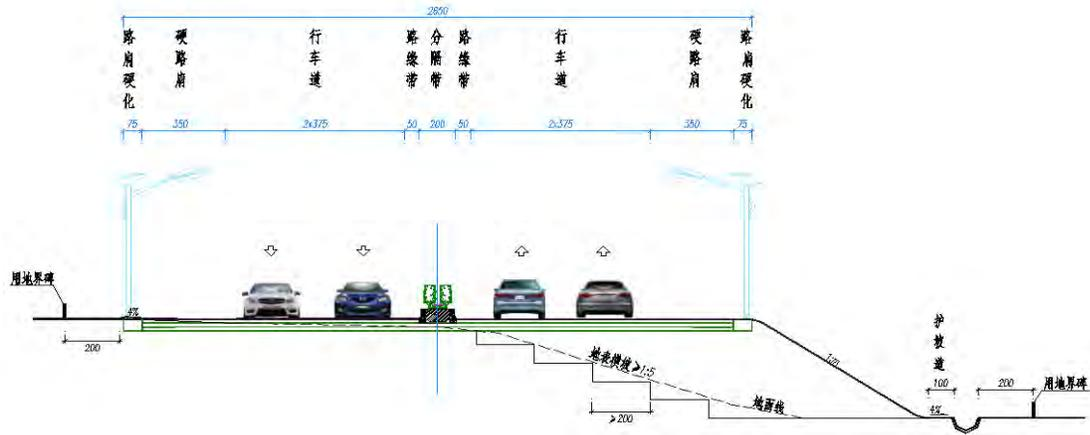 2650
路肩硬化
硬路肩
行车道
路缘带
分隔带
路缘带
行车道
硬路肩
路肩硬化
75
350
2x375
50
200
50
2x375
350
75
用地界碑
4%
200
地表横坡≥1:5
≥200
地面线
护坡道
100
200
4%
用地界碑